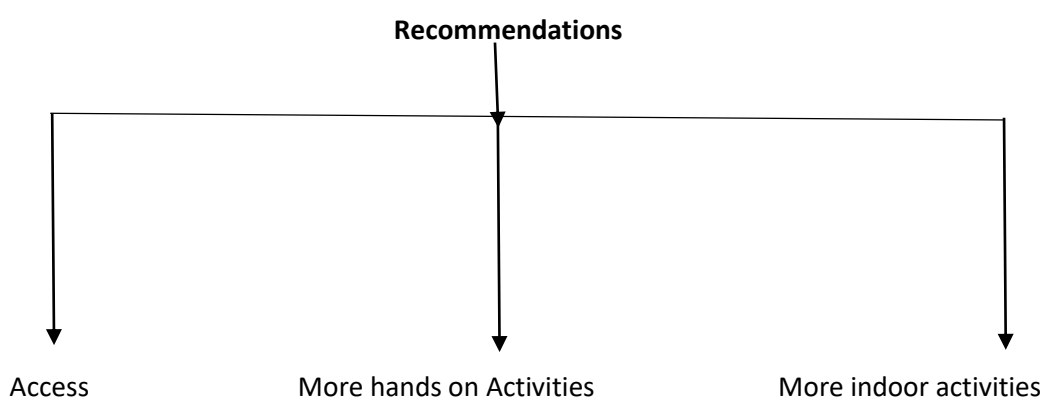 Recommendations
Access More hands on Activities More indoor activities